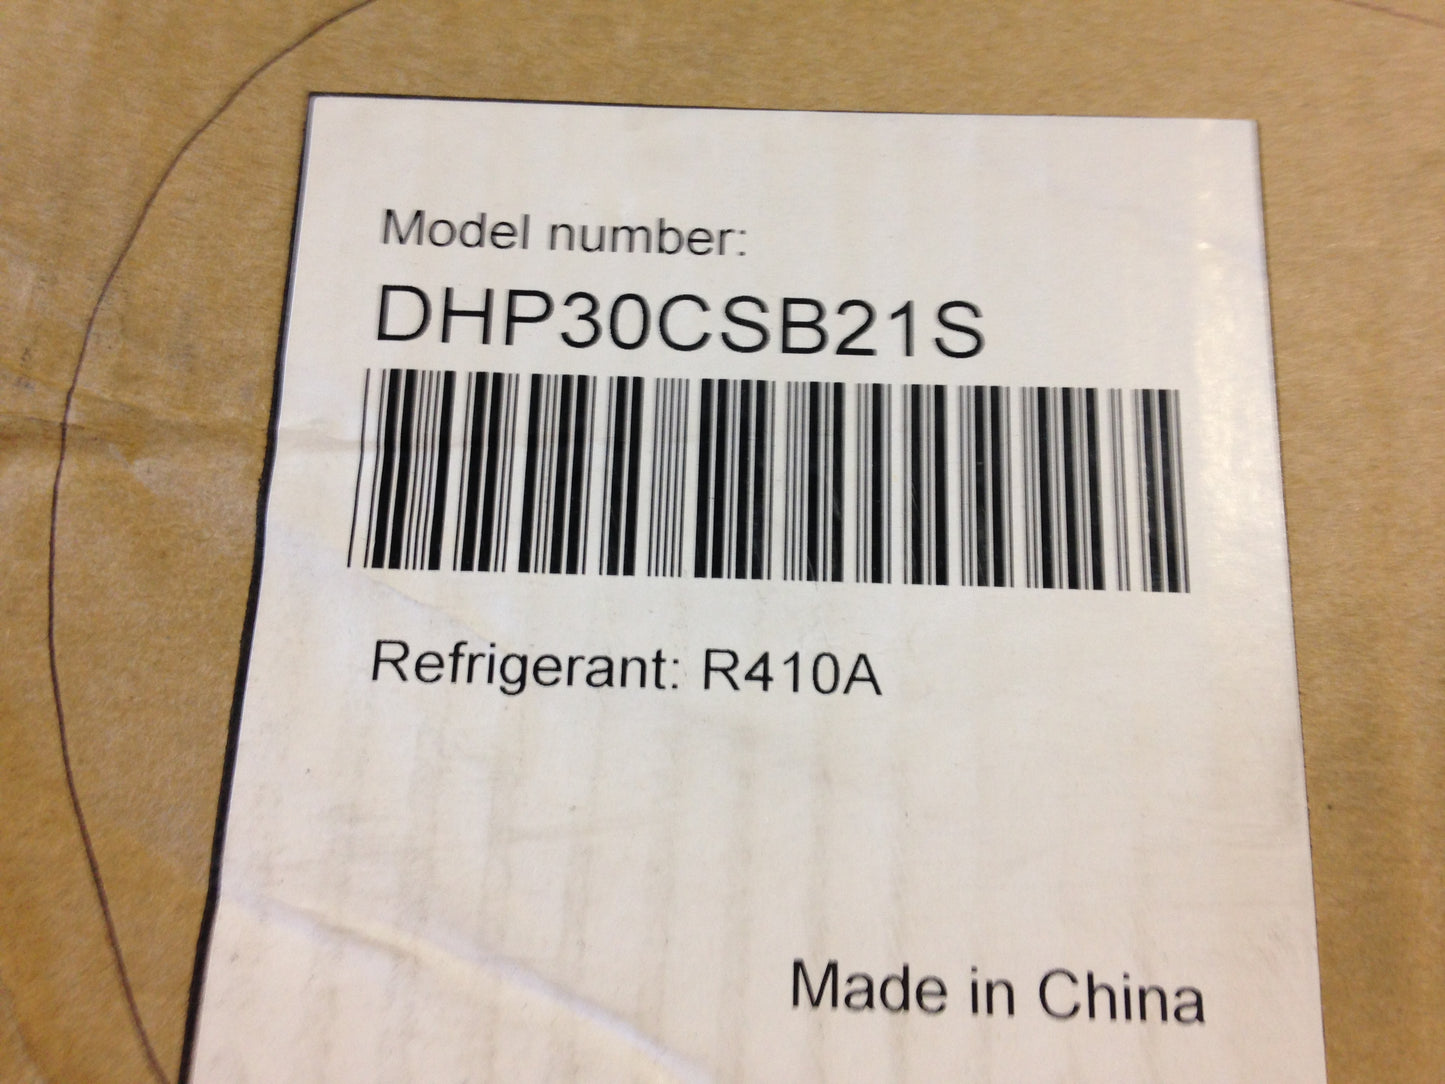 Model number:
DHP30CSB21S
Refrigerant: R410A
Made in China